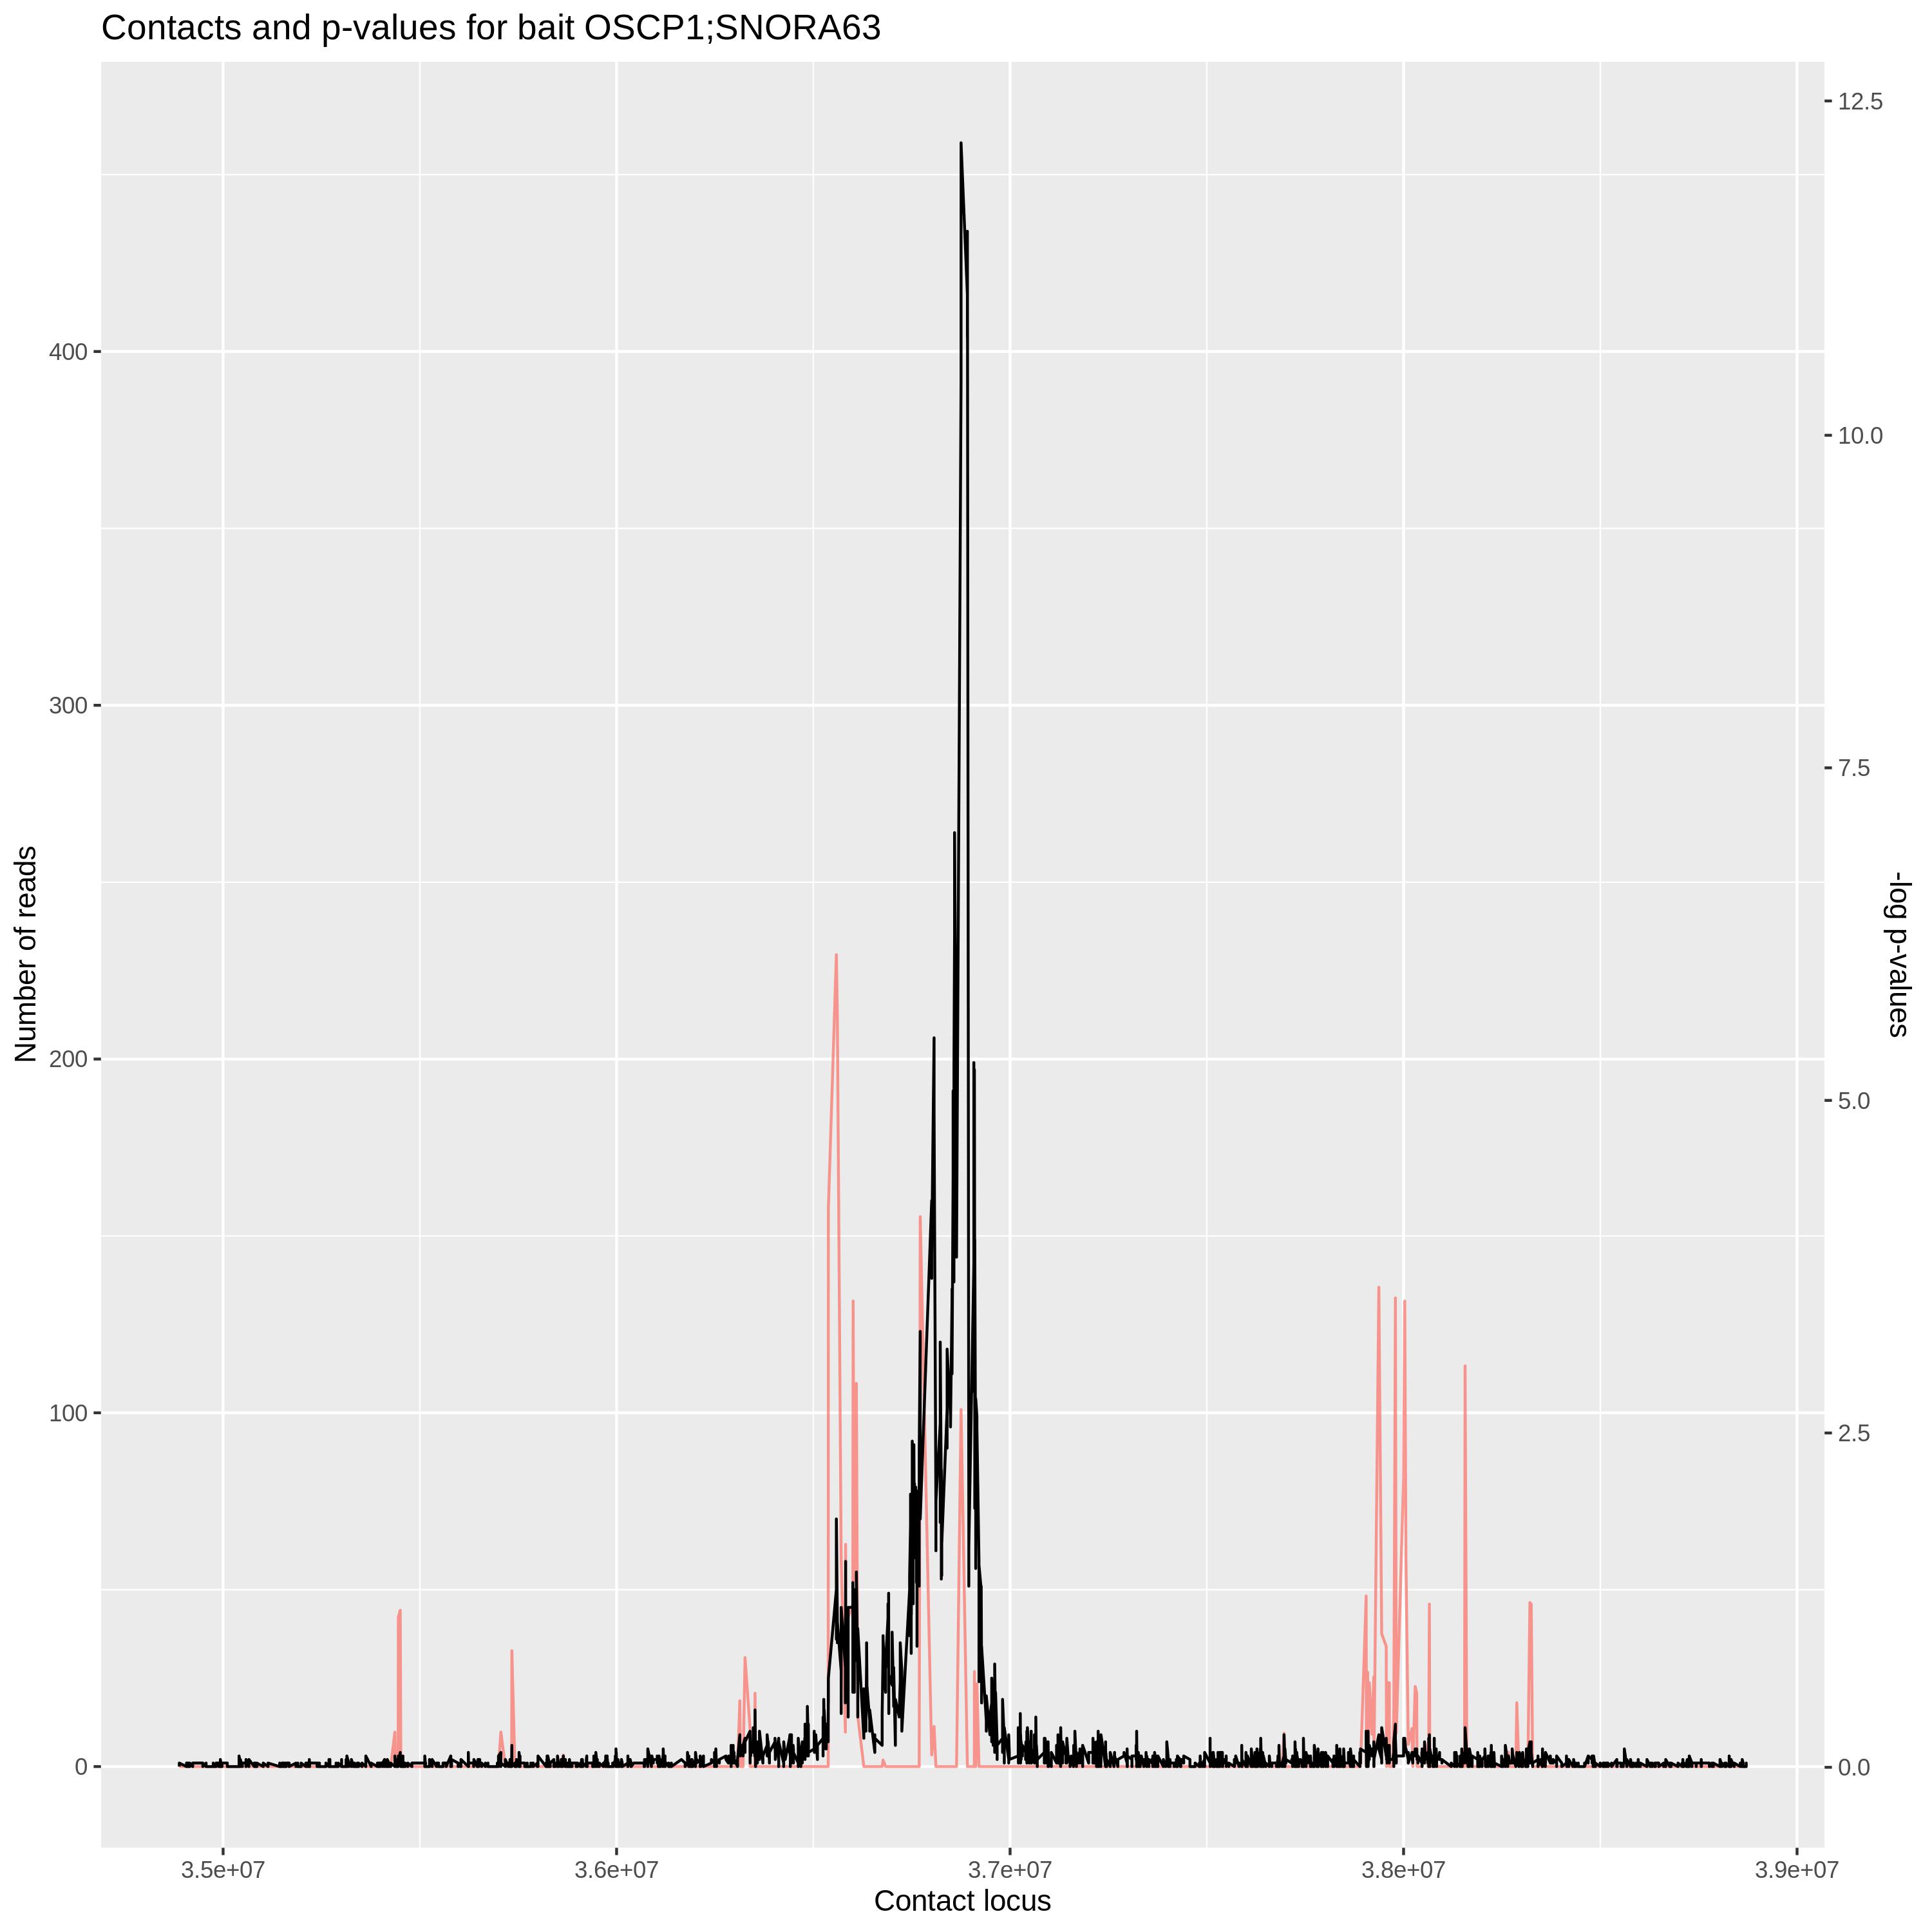 Contacts and p-values for bait OSCP1;SNORA63
Number of reads
400
300
200
100
0
12.5
10.0
7.5
5.0
2.5
0.0
-log p-values
3.5e+07
3.6e+07
3.7e+07
3.8e+07
3.9e+07
Contact locus